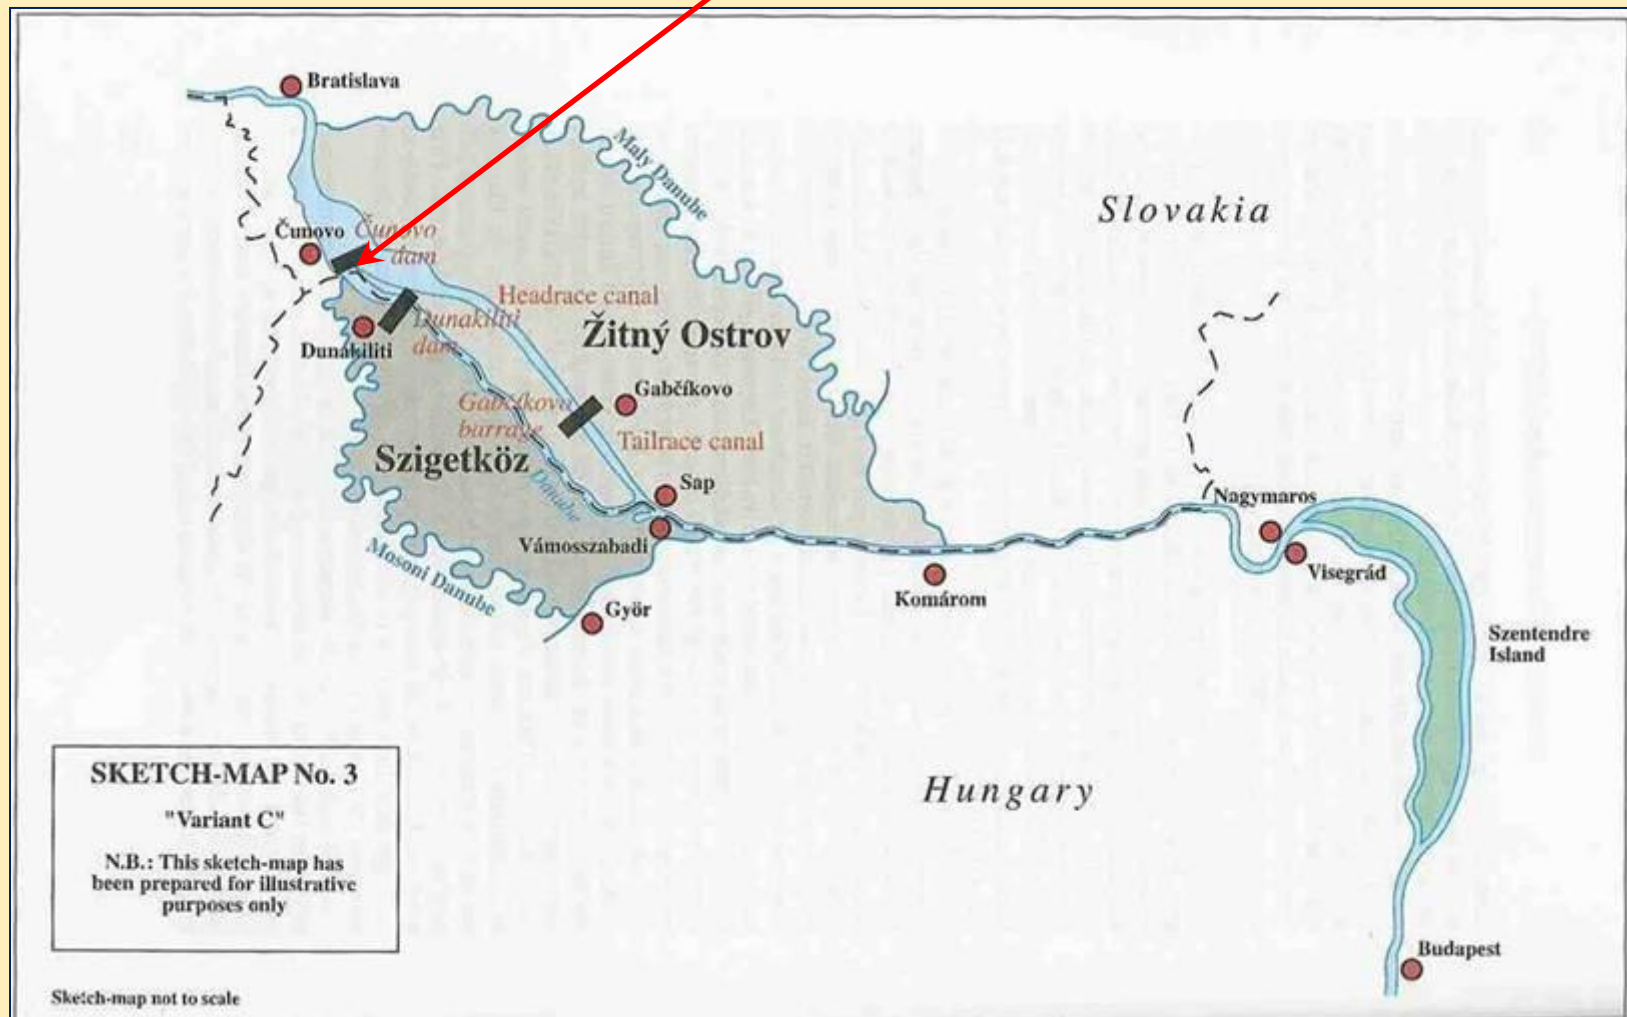 Bratislava
Maly Danube
Slovakia
Čunovo
Čunovo
dam
Headrace canal
Dunakiliti
dam
Žitný Ostrov
Dunakiliti
Gabčíkovo
Gabčíkovo
barrage
Tailrace canal
Szigetköz
Danube
Sap
Nagymaros
Vámosszabadi
Visegrád
Mosoni Danube
Komárom
Györ
Szentendre
Island
Hungary
SKETCH-MAP No. 3
"Variant C"
N.B.: This sketch-map has
been prepared for illustrative
purposes only
Budapest
Sketch-map not to scale